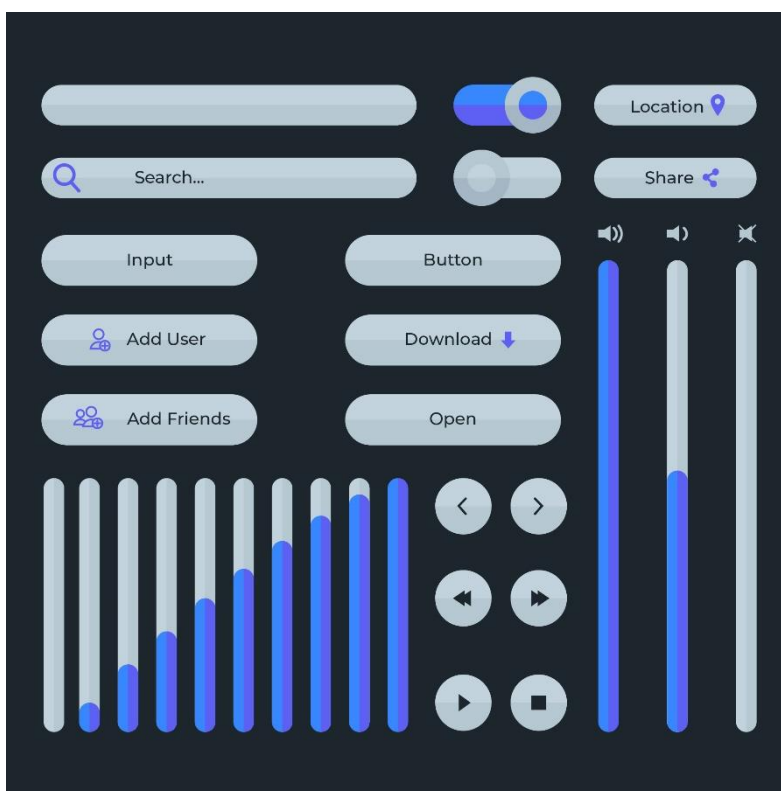 Location
Search...
Share
Input
Button
Add User
Download
Add Friends
Open